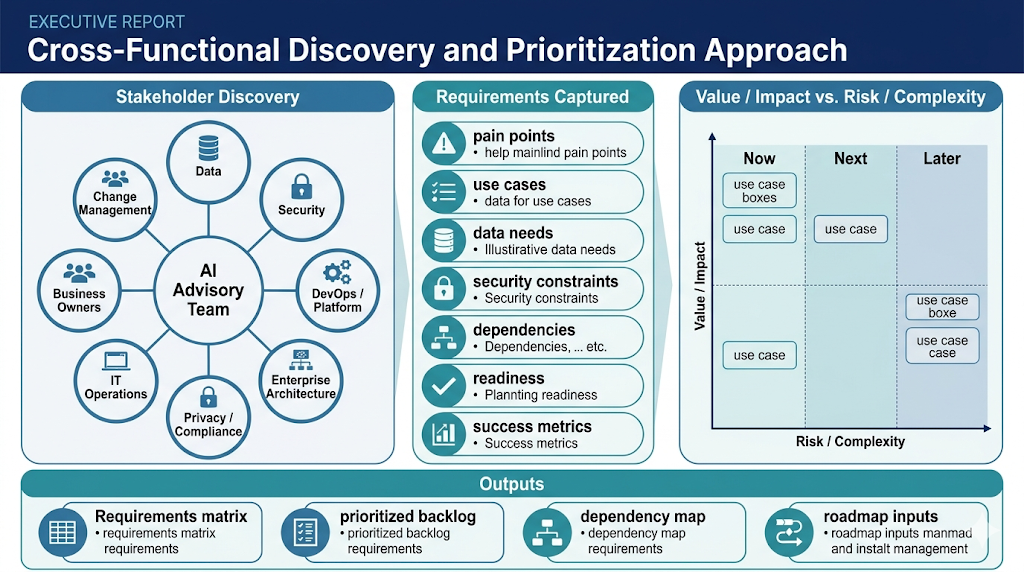 EXECUTIVE REPORT
Cross-Functional Discovery and Prioritization Approach
Stakeholder Discovery
Data
Security
DevOps /
Platform
Enterprise
Architecture
Privacy /
Compliance
IT
Operations
Business
Owners
Change
Management
AI
Advisory
Team
Requirements Captured
pain points
• help mainlind pain points
use cases
• data for use cases
data needs
• Illustirative data needs
security constraints
• Security constraints
dependencies
• Dependencies, ... etc.
readiness
• Plannting readiness
success metrics
• Success metrics
Value / Impact vs. Risk / Complexity
Now
Next
Later
use case
boxes
use case
use case
use case
boxe
use case
case
use case
Value / Impact
Risk / Complexity
Outputs
Requirements matrix
• requirements matrix
requirements
prioritized backlog
• prioritized backlog
requirements
dependency map
• dependency map
requirements
roadmap inputs
• roadmap inputs manmad
and instalt management